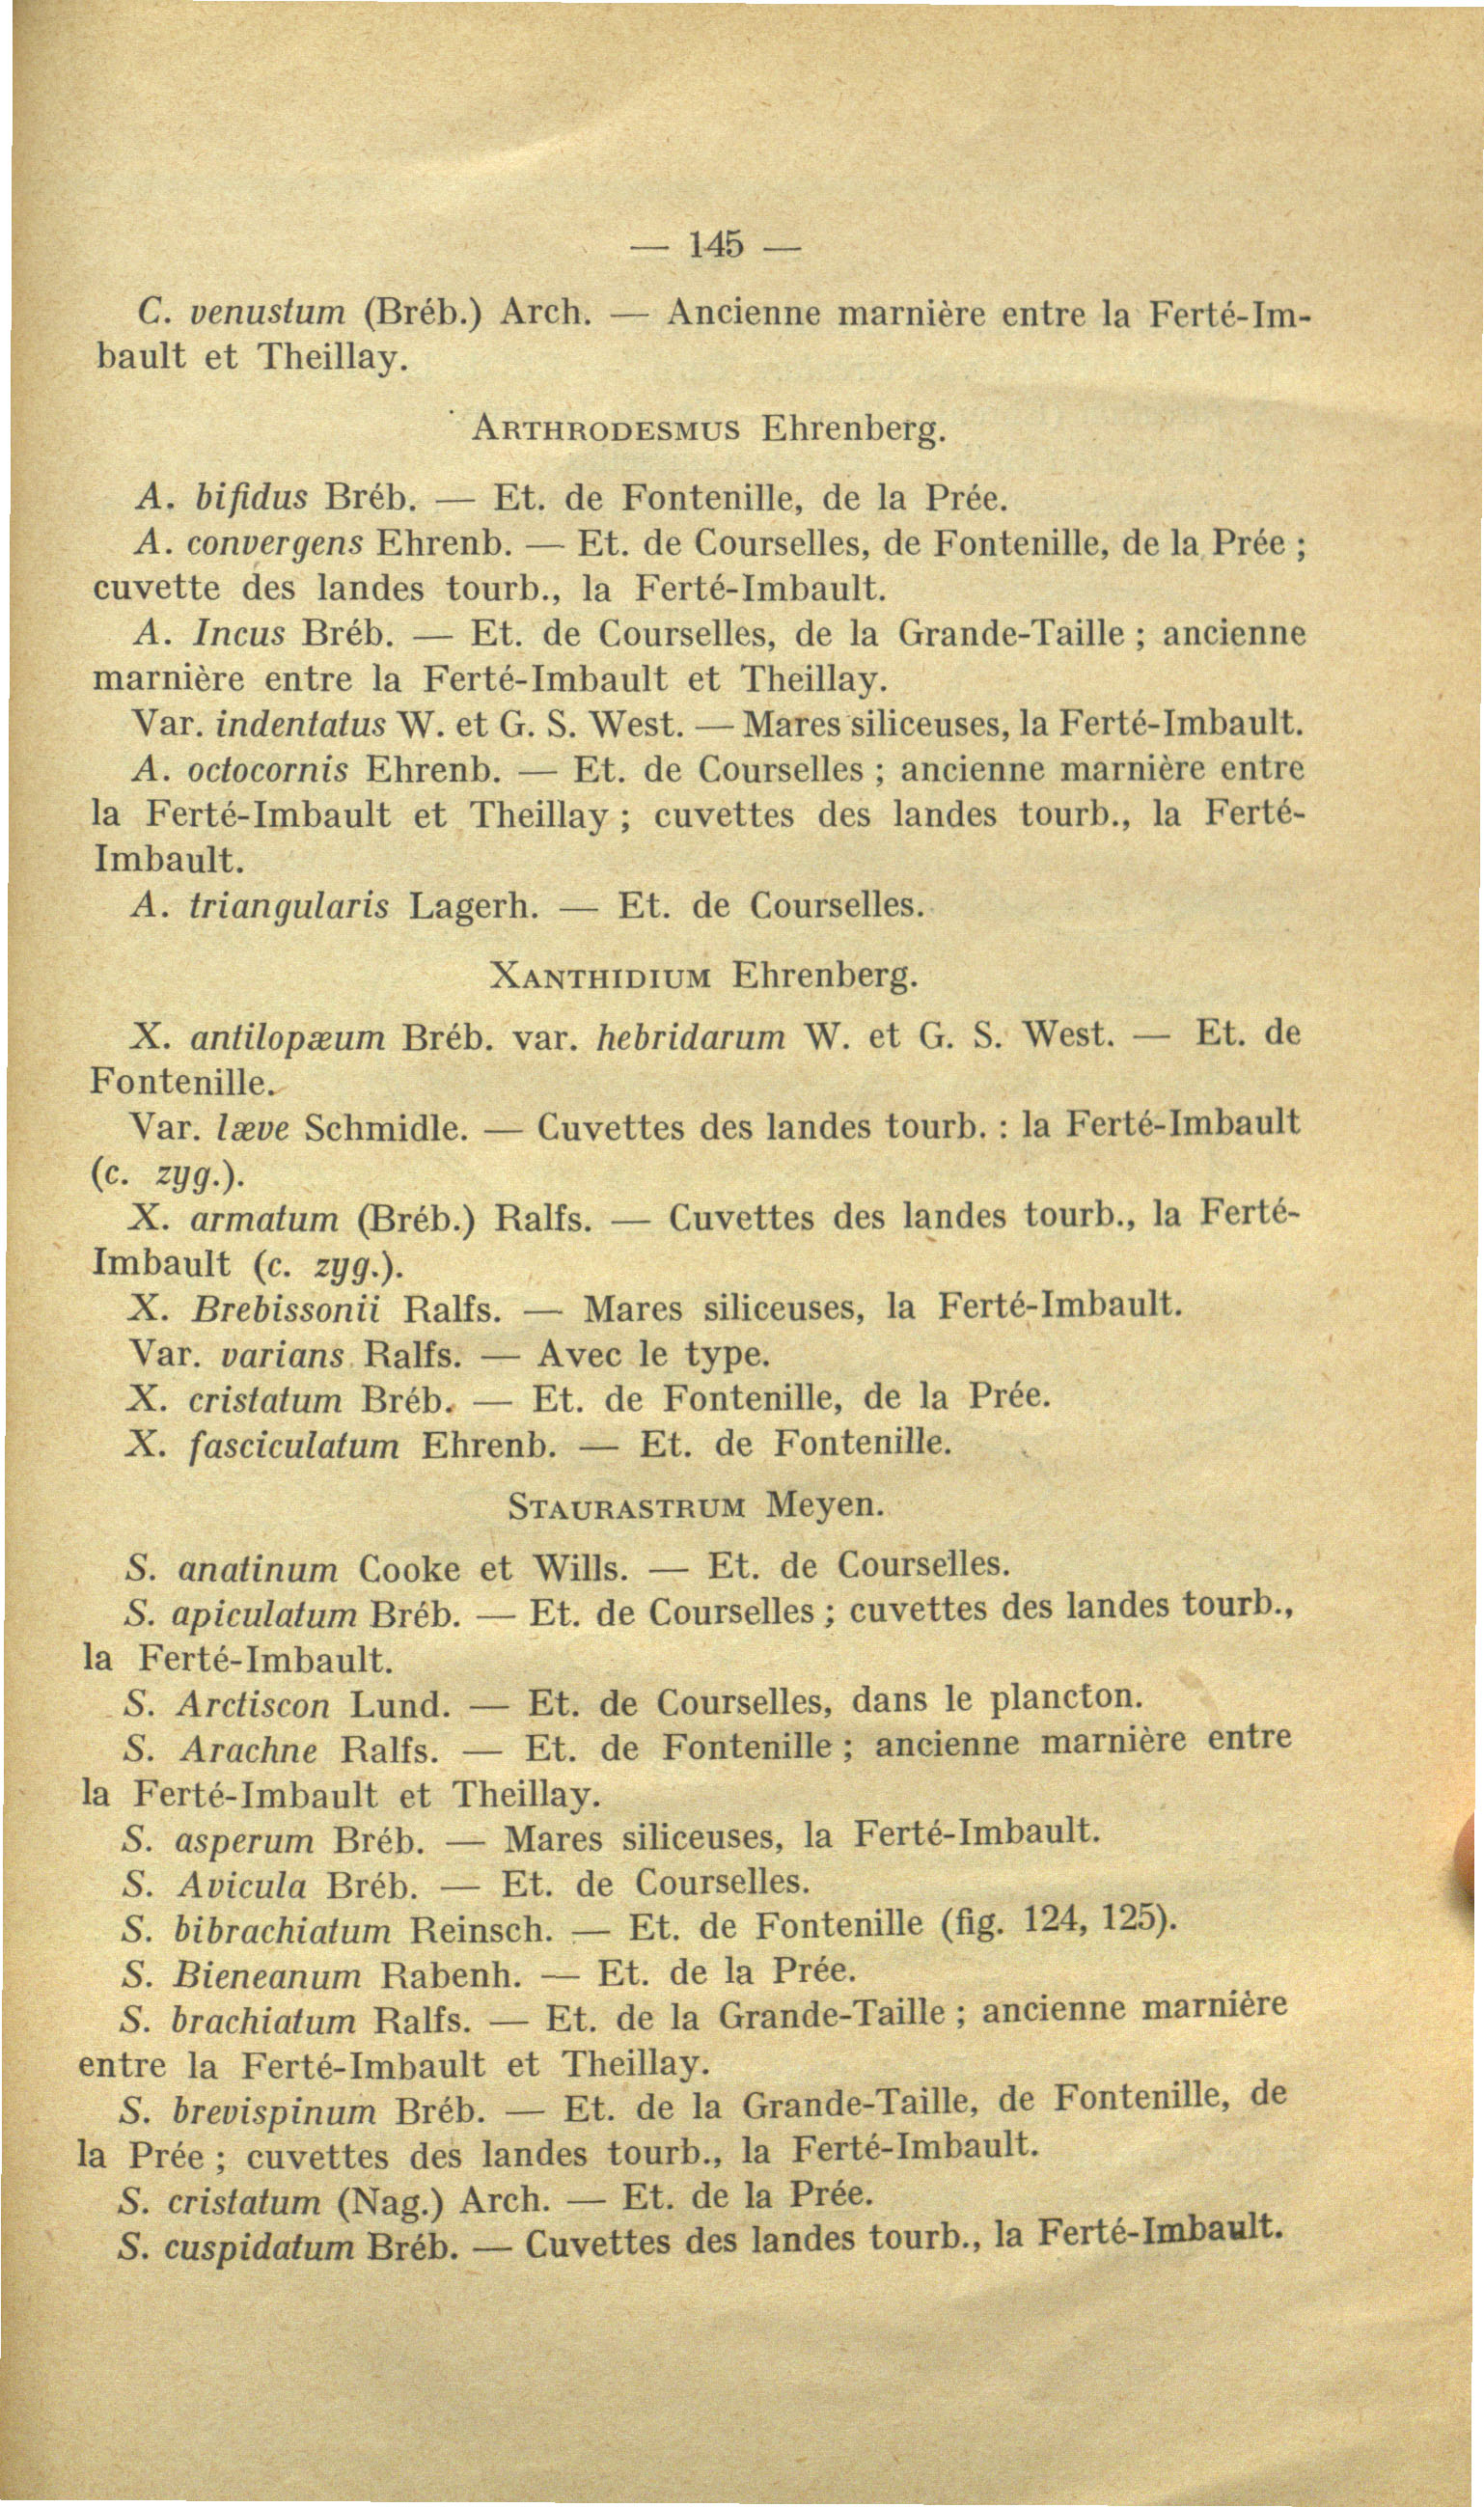 — 145 —
C. venustum (Bréb.) Arch. — Ancienne marnière entre la Ferté-Im-
bault et Theillay.
ARTHRODESMUS Ehrenberg.
A. bifidus Bréb. — Et. de Fontenille, de la Prée.
A. convergens Ehrenb. — Et. de Courselles, de Fontenille, de la Prée ;
cuvette des landes tourb., la Ferté-Imbault.
A. Incus Bréb. — Et. de Courselles, de la Grande-Taille ; ancienne
marnière entre la Ferté-Imbault et Theillay.
Var. indentatus W. et G. S. West. — Mares siliceuses, la Ferté-Imbault.
A. octocornis Ehrenb. — Et. de Courselles ; ancienne marnière entre
la Ferté-Imbault et Theillay ; cuvettes des landes tourb., la Ferté-
Imbault.
A. triangularis Lagerh. — Et. de Courselles.
XANTHIDIUM Ehrenberg.
X. antilopæum Bréb. var. hebridarum W. et G. S. West. — Et. de
Fontenille.
Var. læve Schmidle. — Cuvettes des landes tourb. : la Ferté-Imbault
(c. zyg.).
X. armatum (Bréb.) Ralfs. — Cuvettes des landes tourb., la Ferté-
Imbault (c. zyg.).
X. Brebissonii Ralfs. — Mares siliceuses, la Ferté-Imbault.
Var. varians Ralfs. — Avec le type.
X. cristatum Bréb. — Et. de Fontenille, de la Prée.
X. fasciculatum Ehrenb. — Et. de Fontenille.
STAURASTRUM Meyen.
S. anatinum Cooke et Wills. — Et. de Courselles.
S. apiculatum Bréb. — Et. de Courselles ; cuvettes des landes tourb.,
la Ferté-Imbault.
S. Arctiscon Lund. — Et. de Courselles, dans le plancton.
S. Arachne Ralfs. — Et. de Fontenille ; ancienne marnière entre
la Ferté-Imbault et Theillay.
S. asperum Bréb. — Mares siliceuses, la Ferté-Imbault.
S. Avicula Bréb. — Et. de Courselles.
S. bibrachiatum Reinsch. — Et. de Fontenille (fig. 124, 125).
S. Bieneanum Rabenh. — Et. de la Prée.
S. brachiatum Ralfs. — Et. de la Grande-Taille ; ancienne marnière
entre la Ferté-Imbault et Theillay.
S. brevispinum Bréb. — Et. de la Grande-Taille, de Fontenille, de
la Prée ; cuvettes des landes tourb., la Ferté-Imbault.
S. cristatum (Nag.) Arch. — Et. de la Prée.
S. cuspidatum Bréb. — Cuvettes des landes tourb., la Ferté-Imbault.